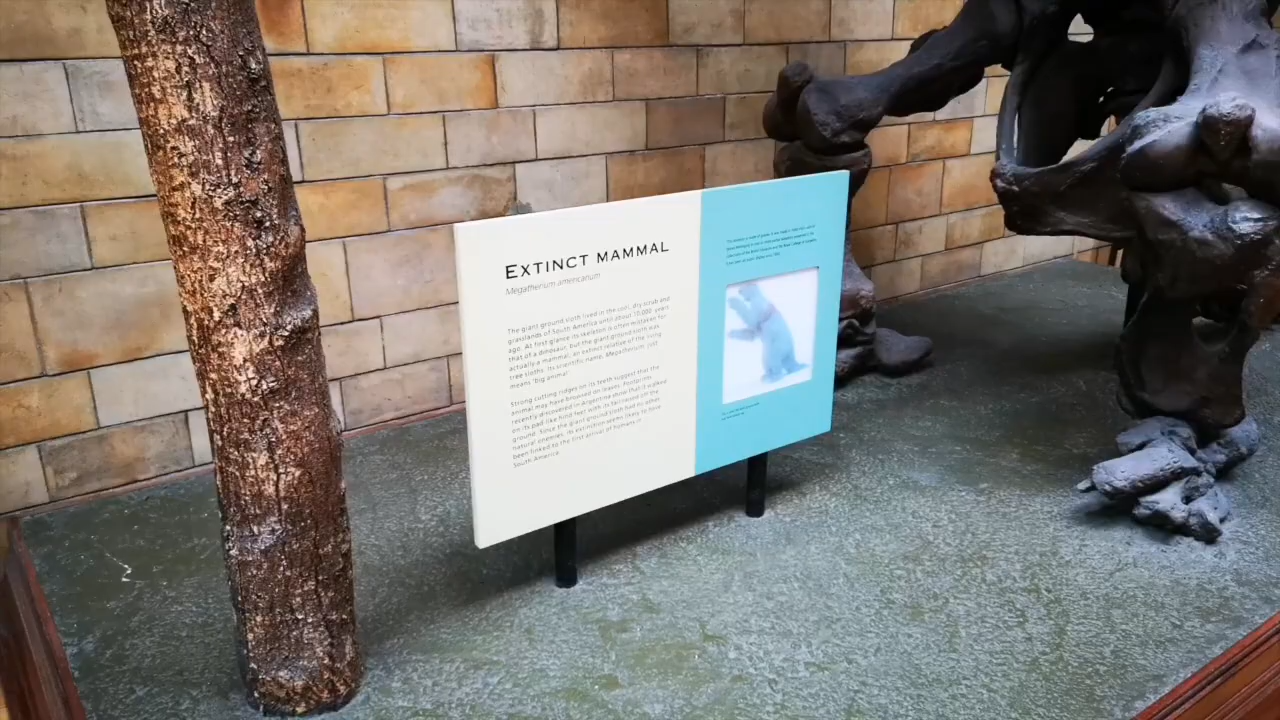 EXTINCT MAMMAL
Megatherium americanum
The giant ground sloth lived in the cool, dry scrub and
grasslands of South America until about 10,000 years
ago. At first glance its skeleton is often mistaken for
that of a dinosaur, but the giant ground sloth was
actually a mammal, an extinct relative of the living
tree sloths. Its scientific name, Megatherium, just
means 'big animal'.
Strong cutting ridges on its teeth suggest that the
animal may have browsed on leaves. Footprints
recently discovered in Argentina show that it walked
on its pad-like hind feet with its tail raised off the
ground. Since the giant ground sloth had no other
natural enemies, its extinction seems likely to have
been linked to the first arrival of humans in
South America.